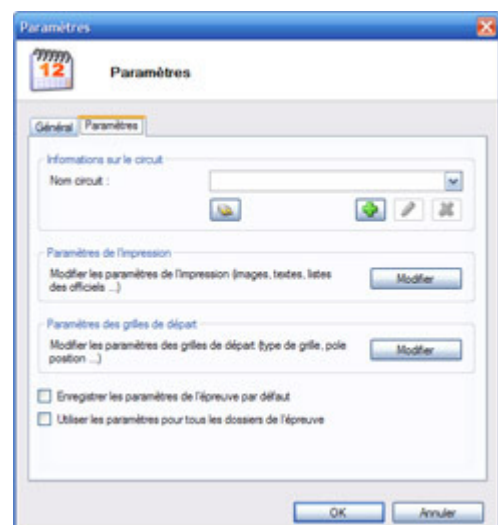 Paramètres
12
Paramètres
Général Paramètres
Informations sur le circuit
Nom circuit :
Paramètres de l'impression
Modifier les paramètres de l'impression (images, textes, listes
des officiels ...)
Modifier
Paramètres des grilles de départ
Modifier les paramètres des grilles de départ (type de grille, pole
position ...)
Modifier
Enregistrer les paramètres de l'épreuve par défaut
Utiliser les paramètres pour tous les dossiers de l'épreuve
OK Annuler